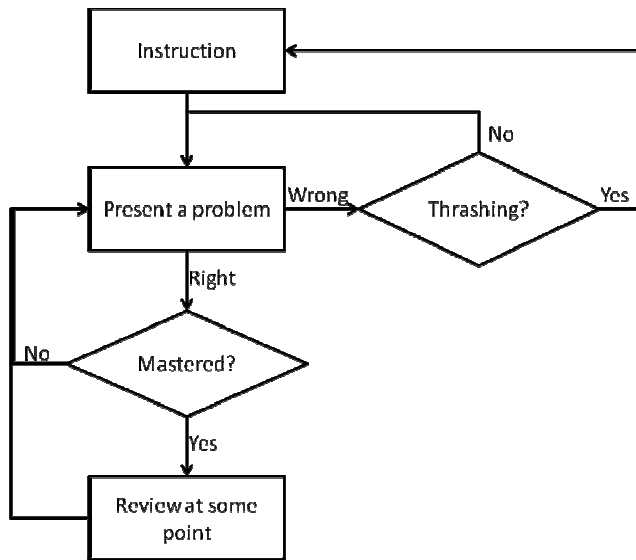 Instruction
No
Present a problem
Wrong
Thrashing?
Yes
Right
No
Mastered?
Yes
Review at some
point